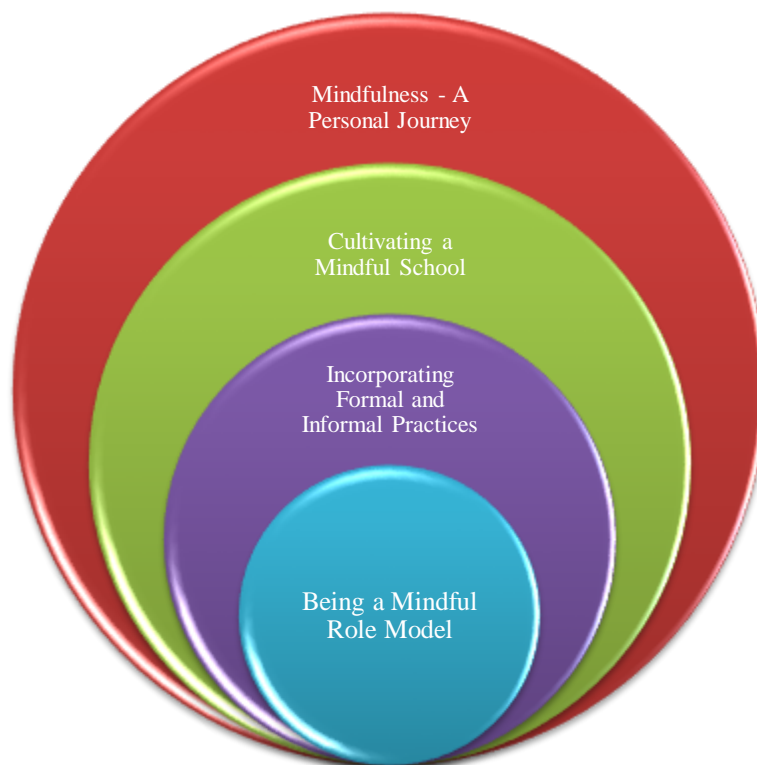 Mindfulness - A
Personal Journey
Cultivating a
Mindful School
Incorporating
Formal and
Informal Practices
Being a Mindful
Role Model